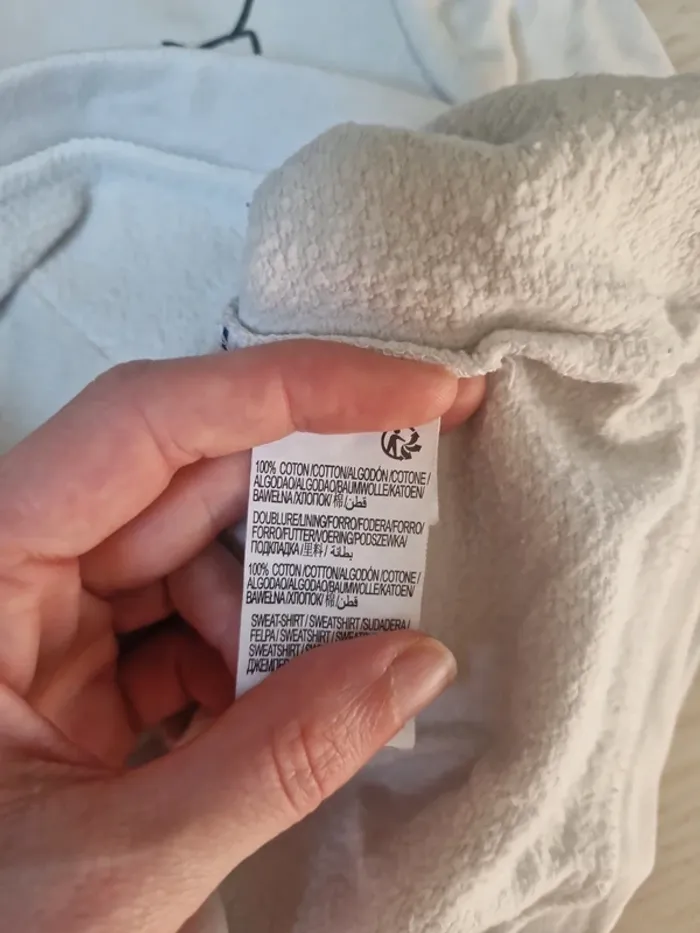 100% COTON/COTTON/ALGODÓN/COTONE/
ALGODAO/ALGODAO/BAUMWOLLE/KATOEN/
BAWEŁNA/ХЛОПОК/棉/قطن
DOUBLURE/LINING/FORRO/FODERA/FORRO/
FORRO/FUTTER/VOERING/PODSZEWKA/
ПОДКЛАДКА/里料/بطانة
100% COTON/COTTON/ALGODÓN/COTONE/
ALGODAO/ALGODAO/BAUMWOLLE/KATOEN/
BAWEŁNA/ХЛОПОК/棉/قطن
SWEAT-SHIRT/SWEATSHIRT/SUDADERA/
FELPA/SWEATSHIRT/
SWEATSHIRT/